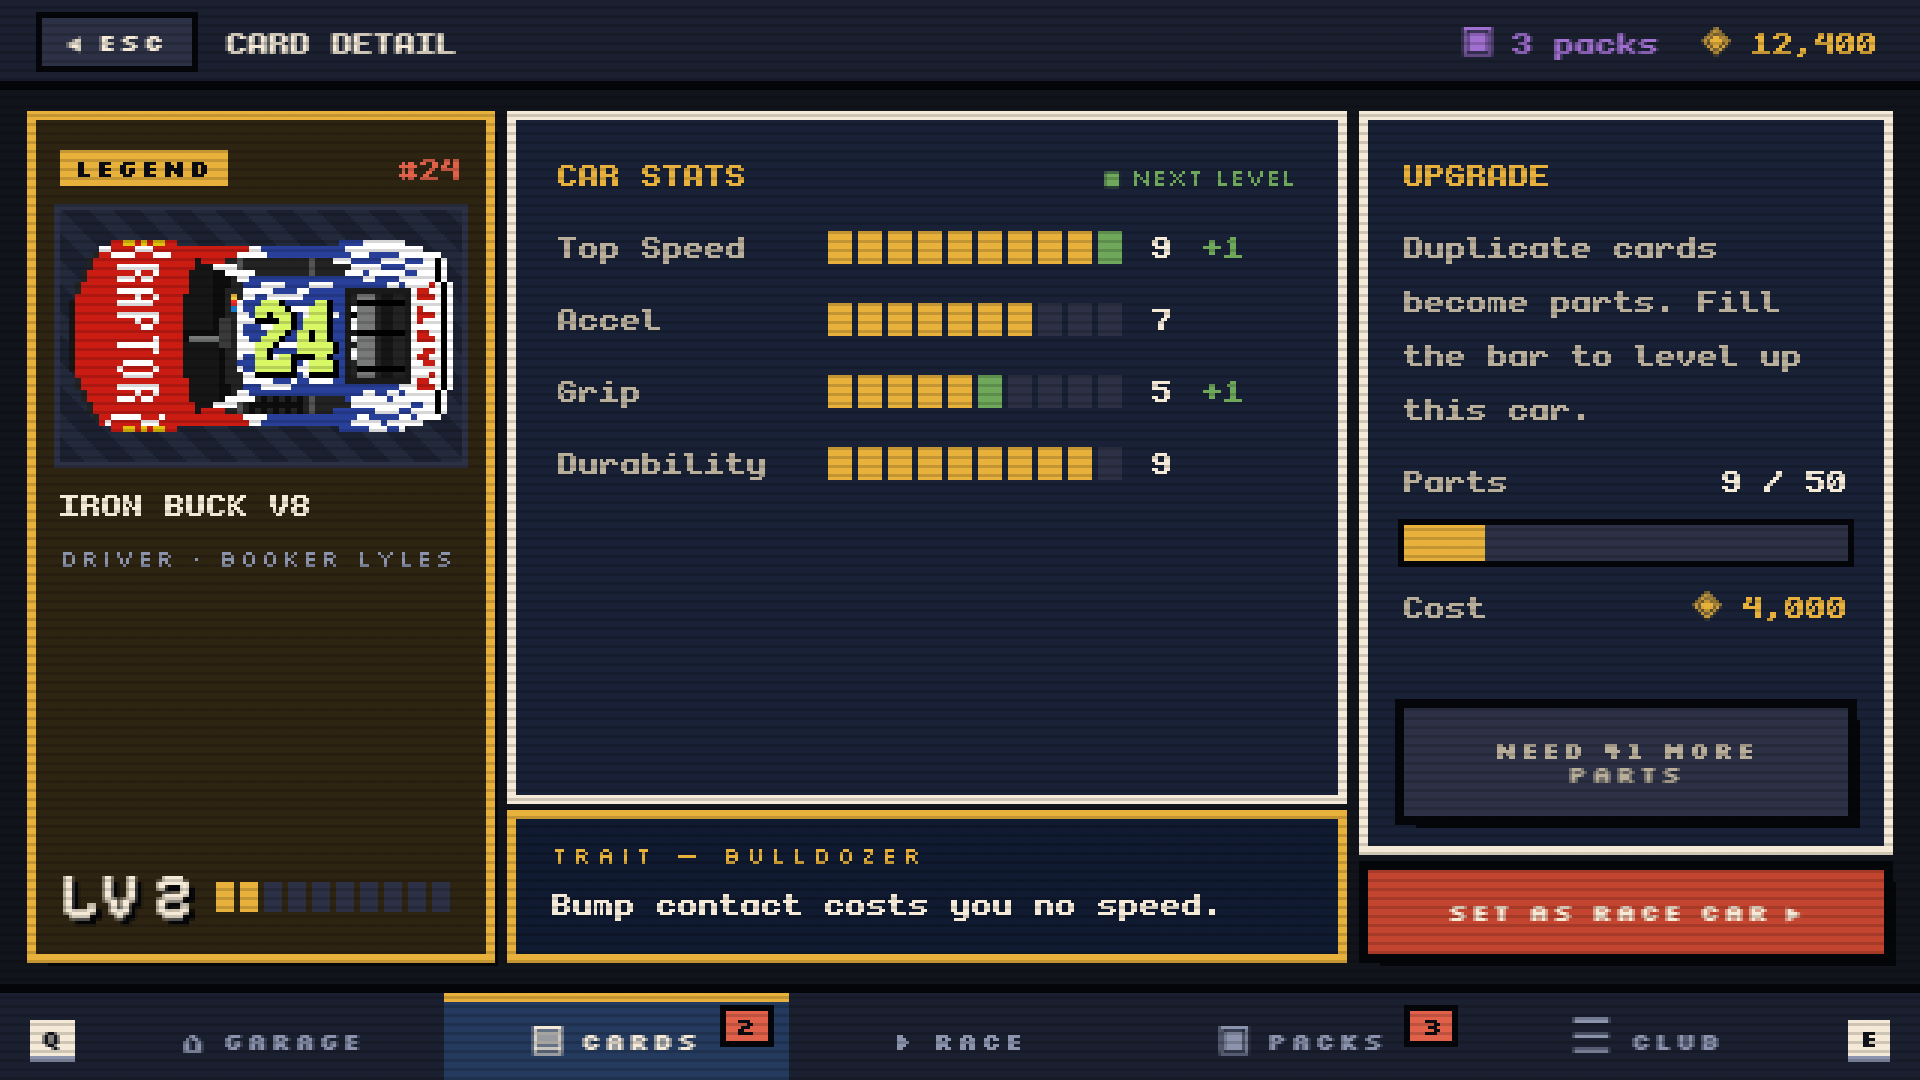 ◀ ESC
CARD DETAIL
3 packs
12,400
LEGEND
#24
RAPTOR
24
IRON BUCK V8
DRIVER · BOOKER LYLES
LV2
CAR STATS
NEXT LEVEL
Top Speed 9 +1
Accel 7
Grip 5 +1
Durability 9
TRAIT — BULLDOZER
Bump contact costs you no speed.
UPGRADE
Duplicate cards
become parts. Fill
the bar to level up
this car.
Parts 9 / 50
Cost 4,000
NEED 41 MORE
PARTS
SET AS RACE CAR ▶
Q
GARAGE
CARDS 2
RACE
PACKS 3
CLUB
E